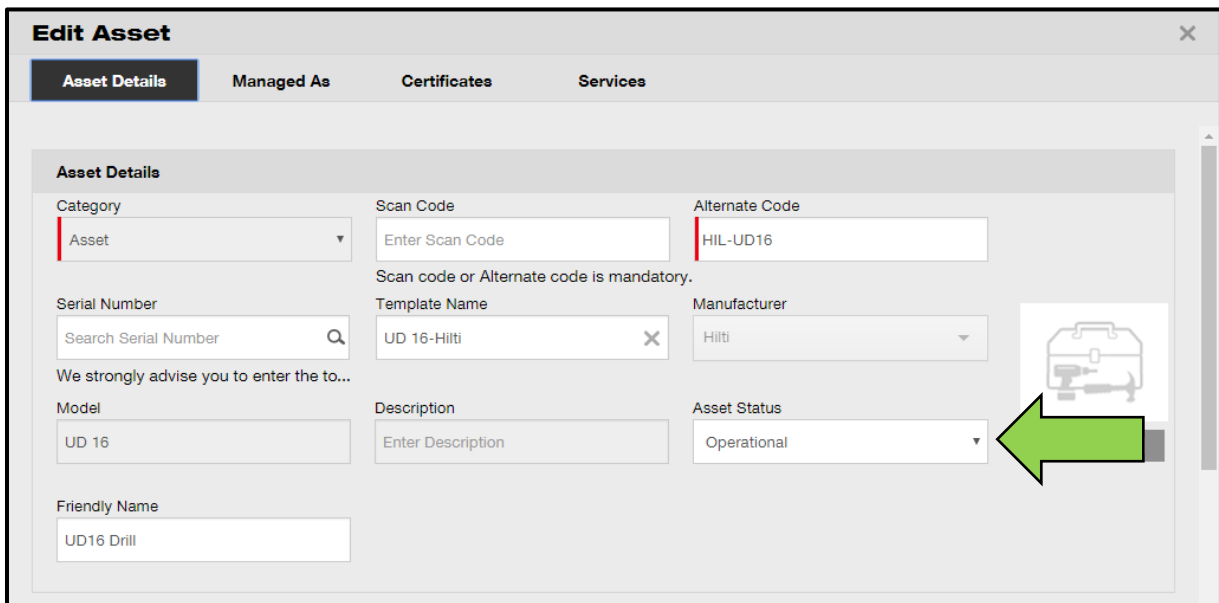 Edit Asset
Asset Details Managed As Certificates Services
Asset Details
Category Scan Code Alternate Code
Asset Enter Scan Code HIL-UD16
Scan code or Alternate code is mandatory.
Serial Number Template Name Manufacturer
Search Serial Number UD 16-Hilti Hilti
We strongly advise you to enter the to...
Model Description Asset Status
UD 16 Enter Description Operational
Friendly Name
UD16 Drill